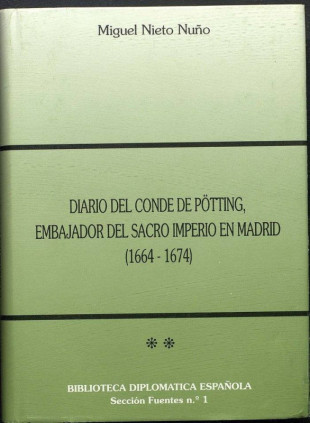 Miguel Nieto Nuño
DIARIO DEL CONDE DE PÖTTING,
EMBAJADOR DEL SACRO IMPERIO EN MADRID
(1664 - 1674)
**
BIBLIOTECA DIPLOMATICA ESPAÑOLA
Sección Fuentes n.º 1